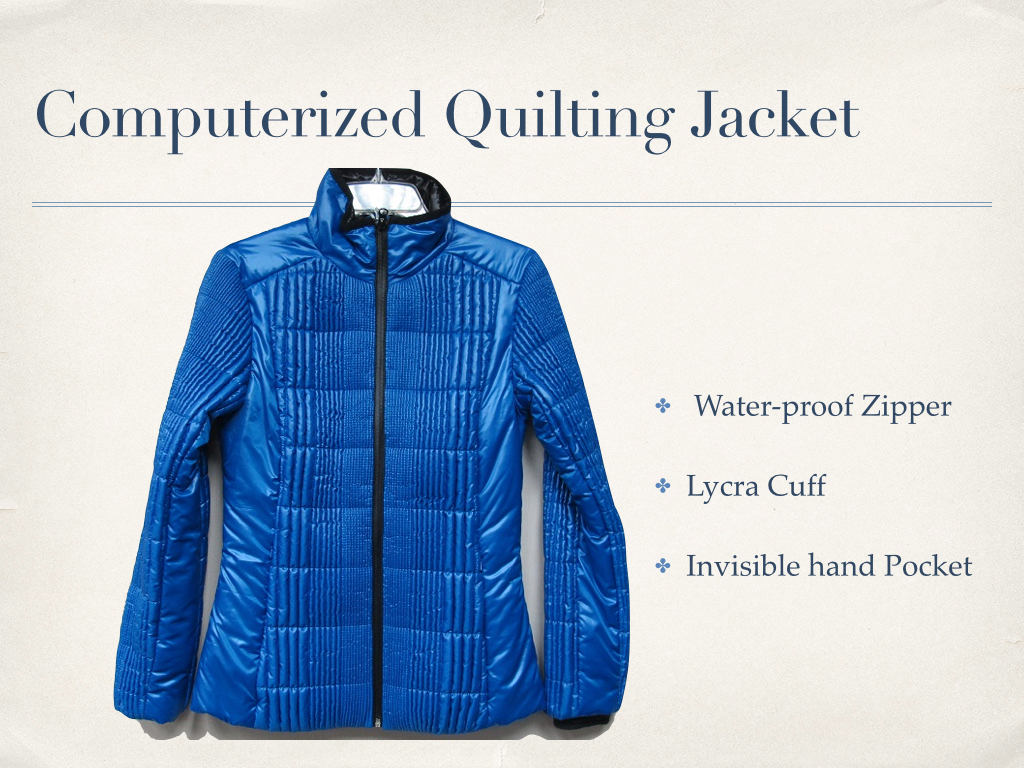 Computerized Quilting Jacket
Water-proof Zipper
Lycra Cuff
Invisible hand Pocket